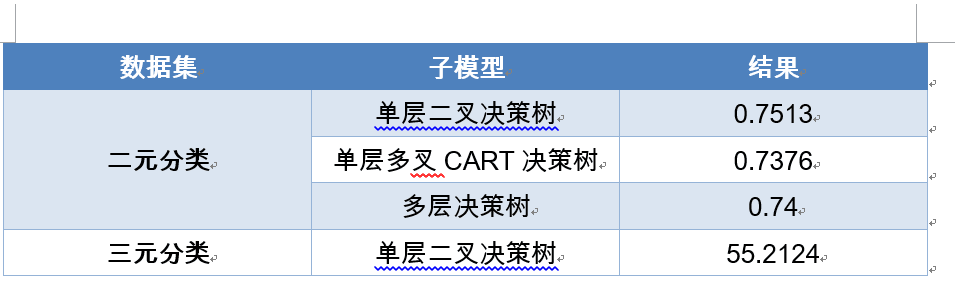 数据集 子模型 结果
二元分类 单层二叉决策树 0.7513
单层多叉 CART 决策树 0.7376
多层决策树 0.74
三元分类 单层二叉决策树 55.2124